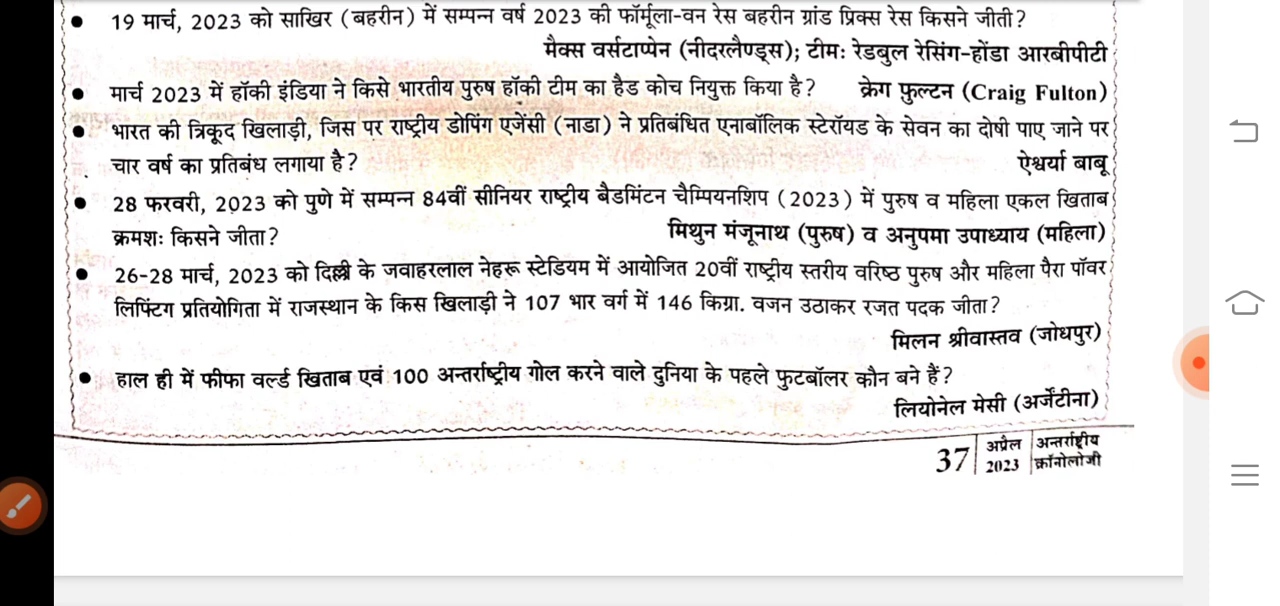 ● 19 मार्च, 2023 को साखिर (बहरीन) में सम्पन्न वर्ष 2023 की फॉर्मूला-वन रेस बहरीन ग्रांड प्रिक्स रेस किसने जीती?
मैक्स वर्सटाप्पेन (नीदरलैण्ड्स); टीमः रेडबुल रेसिंग-होंडा आरबीपीटी
● मार्च 2023 में हॉकी इंडिया ने किसे भारतीय पुरुष हॉकी टीम का हैड कोच नियुक्त किया है? क्रेग फुल्टन (Craig Fulton)
● भारत की त्रिकूद खिलाड़ी, जिस पर राष्ट्रीय डोपिंग एजेंसी (नाडा) ने प्रतिबंधित एनाबॉलिक स्टेरॉयड के सेवन का दोषी पाए जाने पर
चार वर्ष का प्रतिबंध लगाया है? ऐश्वर्या बाबू
● 28 फरवरी, 2023 को पुणे में सम्पन्न 84वीं सीनियर राष्ट्रीय बैडमिंटन चैम्पियनशिप (2023) में पुरुष व महिला एकल खिताब
क्रमशः किसने जीता? मिथुन मंजूनाथ (पुरुष) व अनुपमा उपाध्याय (महिला)
● 26-28 मार्च, 2023 को दिल्ली के जवाहरलाल नेहरू स्टेडियम में आयोजित 20वीं राष्ट्रीय स्तरीय वरिष्ठ पुरुष और महिला पैरा पॉवर
लिफ्टिंग प्रतियोगिता में राजस्थान के किस खिलाड़ी ने 107 भार वर्ग में 146 किग्रा. वजन उठाकर रजत पदक जीता?
मिलन श्रीवास्तव (जोधपुर)
● हाल ही में फीफा वर्ल्ड खिताब एवं 100 अन्तर्राष्ट्रीय गोल करने वाले दुनिया के पहले फुटबॉलर कौन बने हैं?
लियोनेल मेसी (अर्जेंटीना)
37 अप्रैल अन्तर्राष्ट्रीय
2023 क्रॉनोलोजी